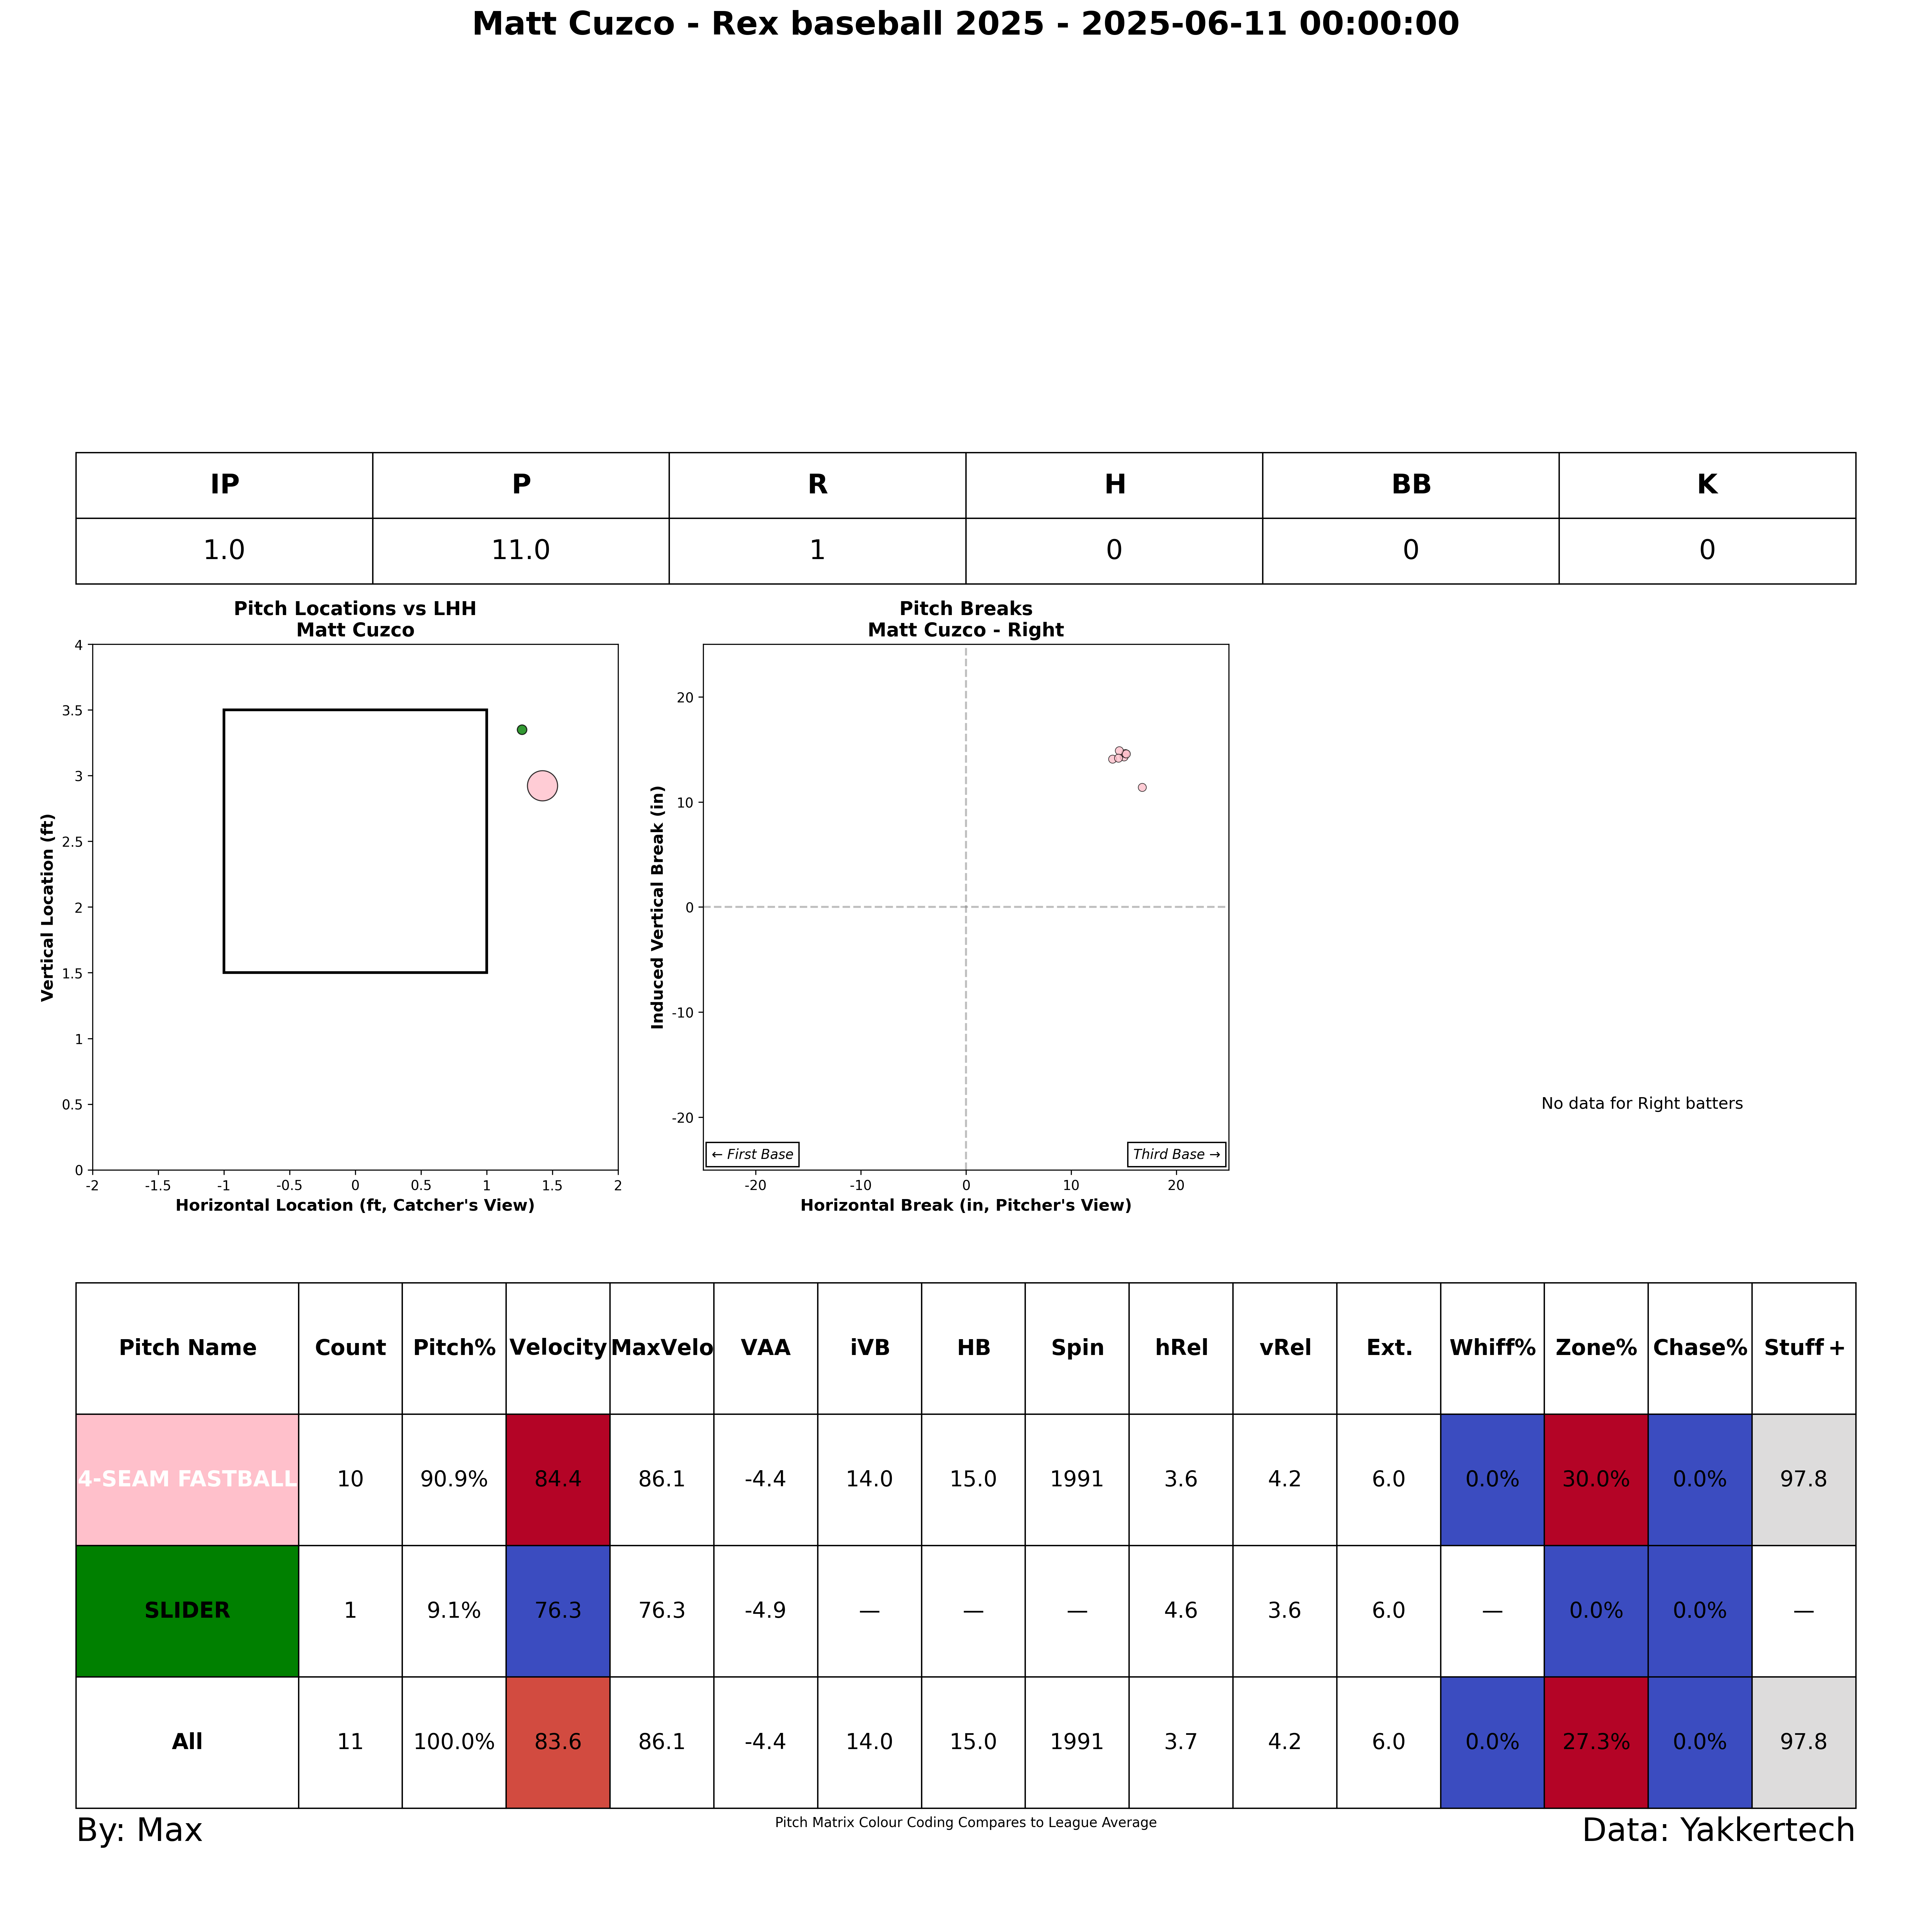 Matt Cuzco - Rex baseball 2025 - 2025-06-11 00:00:00
IP P R H BB K
1.0 11.0 1 0 0 0
Pitch Locations vs LHH
Matt Cuzco
4
3.5
3
2.5
2
1.5
1
0.5
0
Vertical Location (ft)
-2 -1.5 -1 -0.5 0 0.5 1 1.5 2
Horizontal Location (ft, Catcher's View)
Pitch Breaks
Matt Cuzco - Right
20
10
0
-10
-20
Induced Vertical Break (in)
← First Base
Third Base →
-20 -10 0 10 20
Horizontal Break (in, Pitcher's View)
No data for Right batters
Pitch Name Count Pitch% Velocity MaxVelo VAA iVB HB Spin hRel vRel Ext. Whiff% Zone% Chase% Stuff+
4-SEAM FASTBALL 10 90.9% 84.4 86.1 -4.4 14.0 15.0 1991 3.6 4.2 6.0 0.0% 30.0% 0.0% 97.8
SLIDER 1 9.1% 76.3 76.3 -4.9 — — — 4.6 3.6 6.0 — 0.0% 0.0% —
All 11 100.0% 83.6 86.1 -4.4 14.0 15.0 1991 3.7 4.2 6.0 0.0% 27.3% 0.0% 97.8
By: Max
Pitch Matrix Colour Coding Compares to League Average
Data: Yakkertech